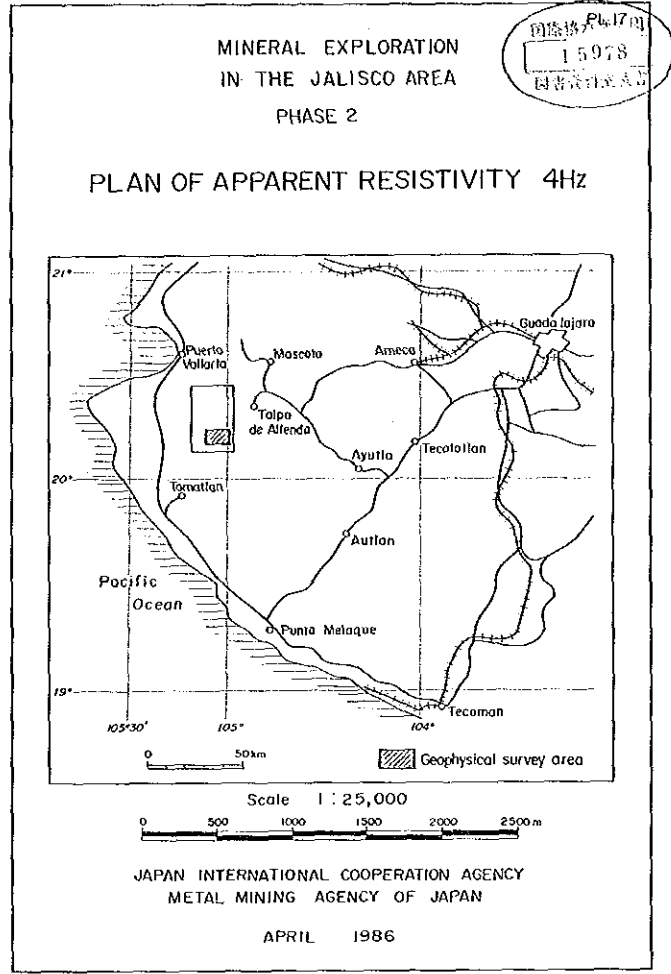 PL.17
15978
MINERAL EXPLORATION
IN THE JALISCO AREA
PHASE 2
PLAN OF APPARENT RESISTIVITY 4Hz
21°
Guadalajara
Puerto
Vallarta
Mascota
Ameca
Talpa
de Allenda
Ayutla
Tecolotlan
20°
Tomatlan
Autlan
Pacific
Ocean
Punta Melaque
19°
Tecoman
105°30' 105° 104°
0 50km
Geophysical survey area
Scale 1:25,000
0 500 1000 1500 2000 2500m
JAPAN INTERNATIONAL COOPERATION AGENCY
METAL MINING AGENCY OF JAPAN
APRIL 1986